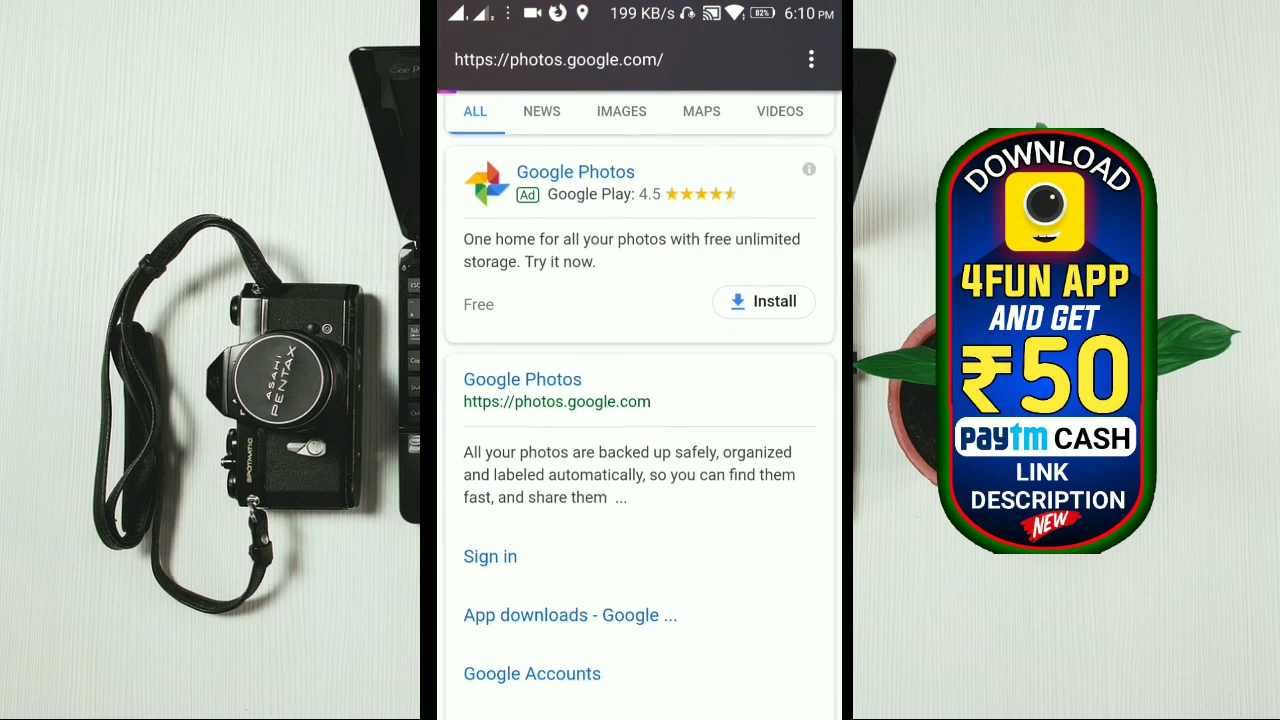 199 KB/s 82% 6:10 PM
https://photos.google.com/
ALL NEWS IMAGES MAPS VIDEOS
Google Photos
Ad Google Play: 4.5
One home for all your photos with free unlimited
storage. Try it now.
Free
Install
Google Photos
https://photos.google.com
All your photos are backed up safely, organized
and labeled automatically, so you can find them
fast, and share them ...
Sign in
App downloads - Google ...
Google Accounts
ASAHI
PENTAX
SPOTMATIC
DOWNLOAD
4FUN APP
AND GET
₹50
paytm CASH
LINK
DESCRIPTION
NEW